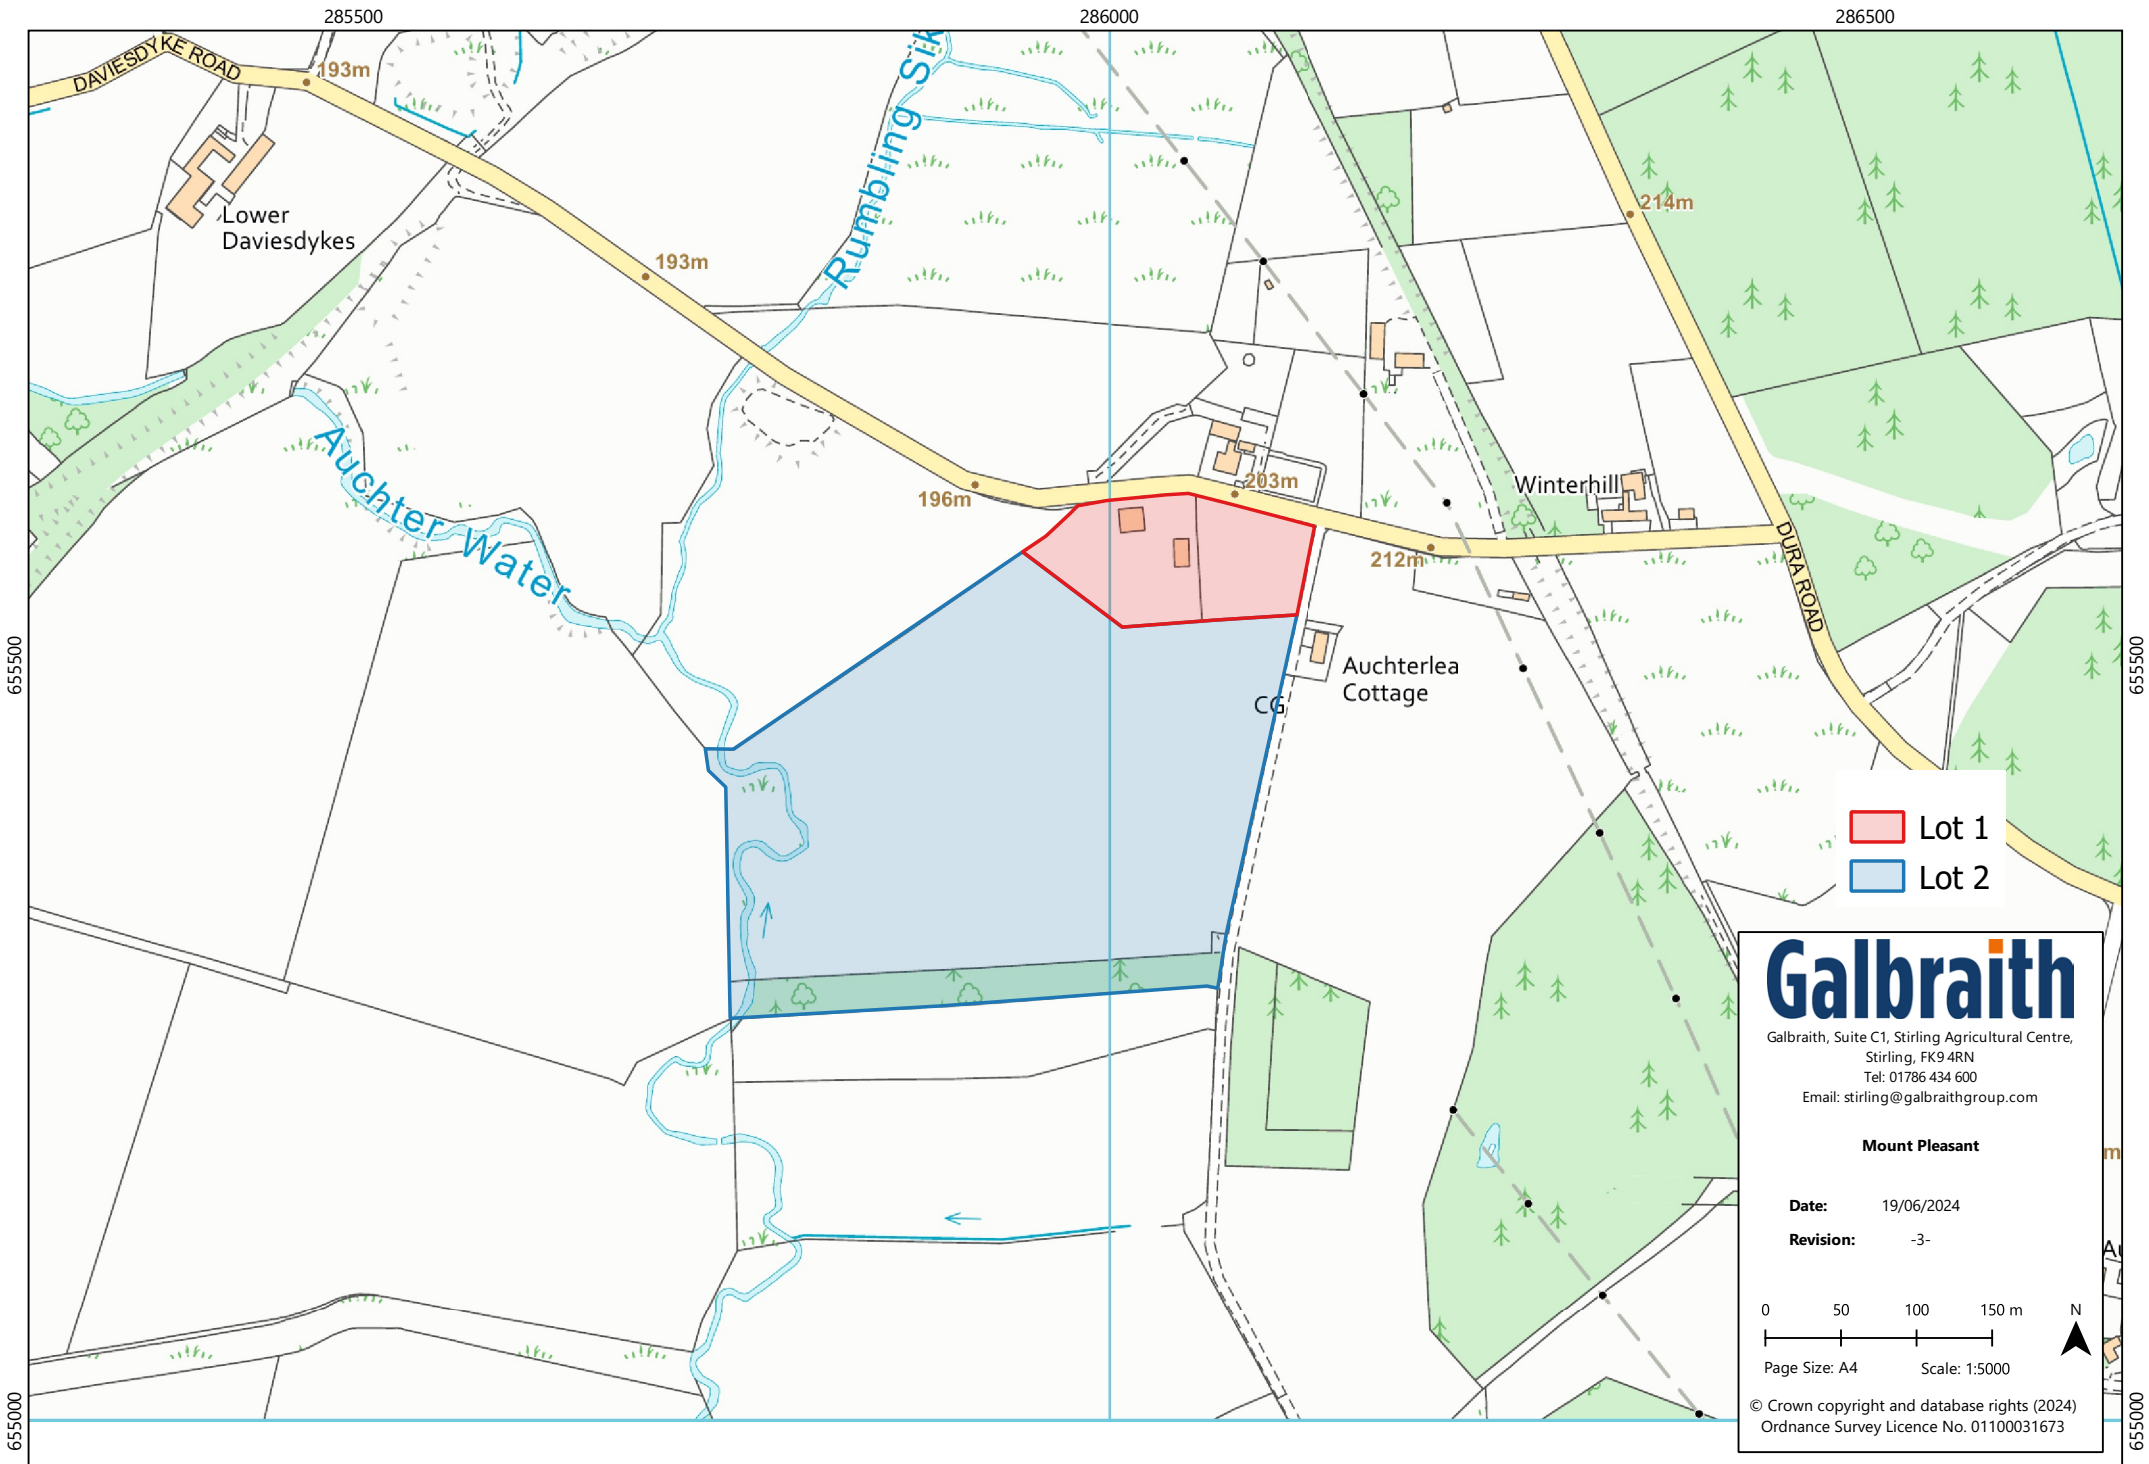 285500
286000
286500
DAVIESDYKE ROAD
193m
Rumbling Sik
214m
Lower
Daviesdykes
193m
Auchter Water
196m
203m
Winterhill
212m
DURA ROAD
655500
655500
Auchterlea
Cottage
CG
Lot 1
Lot 2
Galbraith
Galbraith, Suite C1, Stirling Agricultural Centre,
Stirling, FK9 4RN
Tel: 01786 434 600
Email: stirling@galbraithgroup.com
Mount Pleasant
m
Date: 19/06/2024
Revision: -3-
Au
0 50 100 150 m N
Page Size: A4 Scale: 1:5000
© Crown copyright and database rights (2024)
Ordnance Survey Licence No. 01100031673
655000
655000